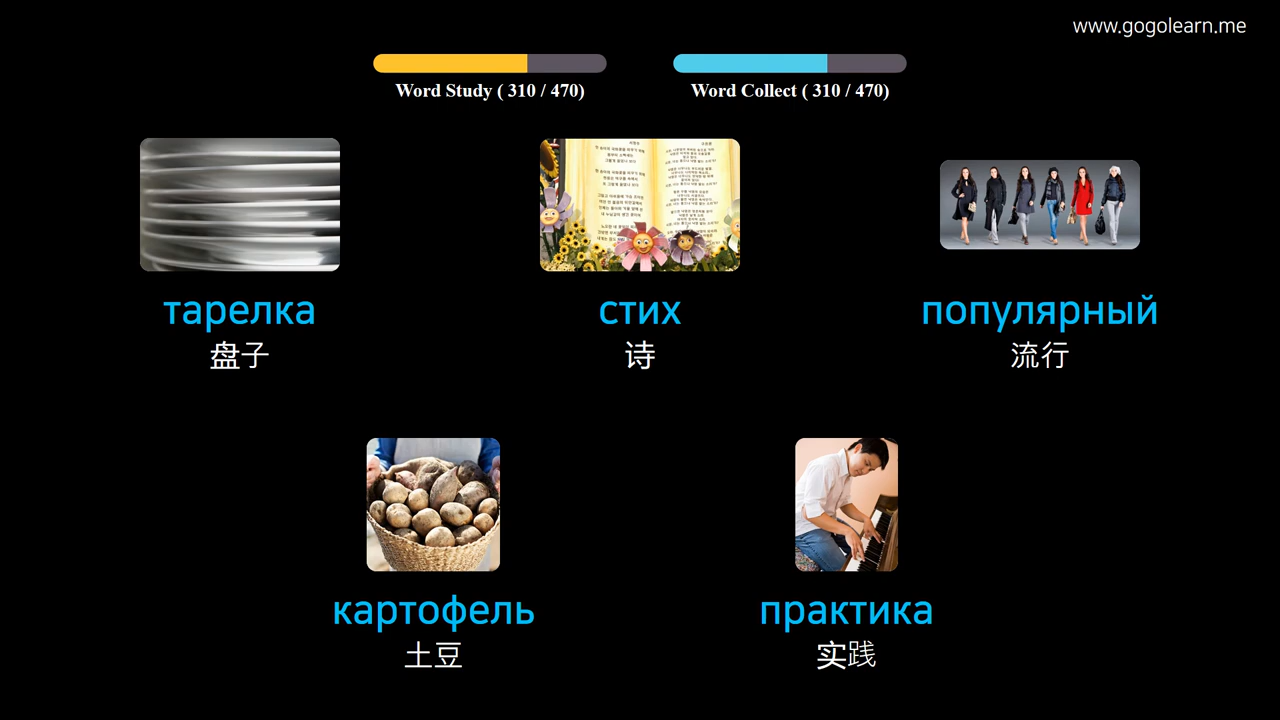 www.gogolearn.me
Word Study ( 310 / 470)
Word Collect ( 310 / 470)
тарелка
盘子
стих
诗
популярный
流行
картофель
土豆
практика
实践